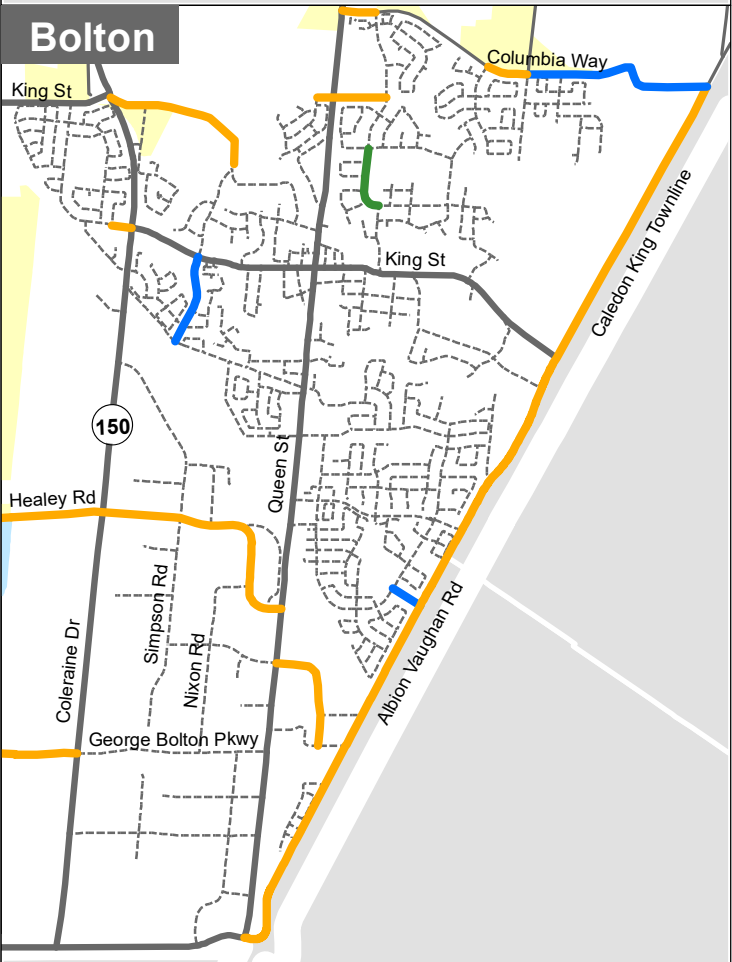 Bolton
Columbia Way
King St
King St
Caledon King Townline
150
Queen St
Healey Rd
Simpson Rd
Albion Vaughan Rd
Nixon Rd
Coleraine Dr
George Bolton Pkwy